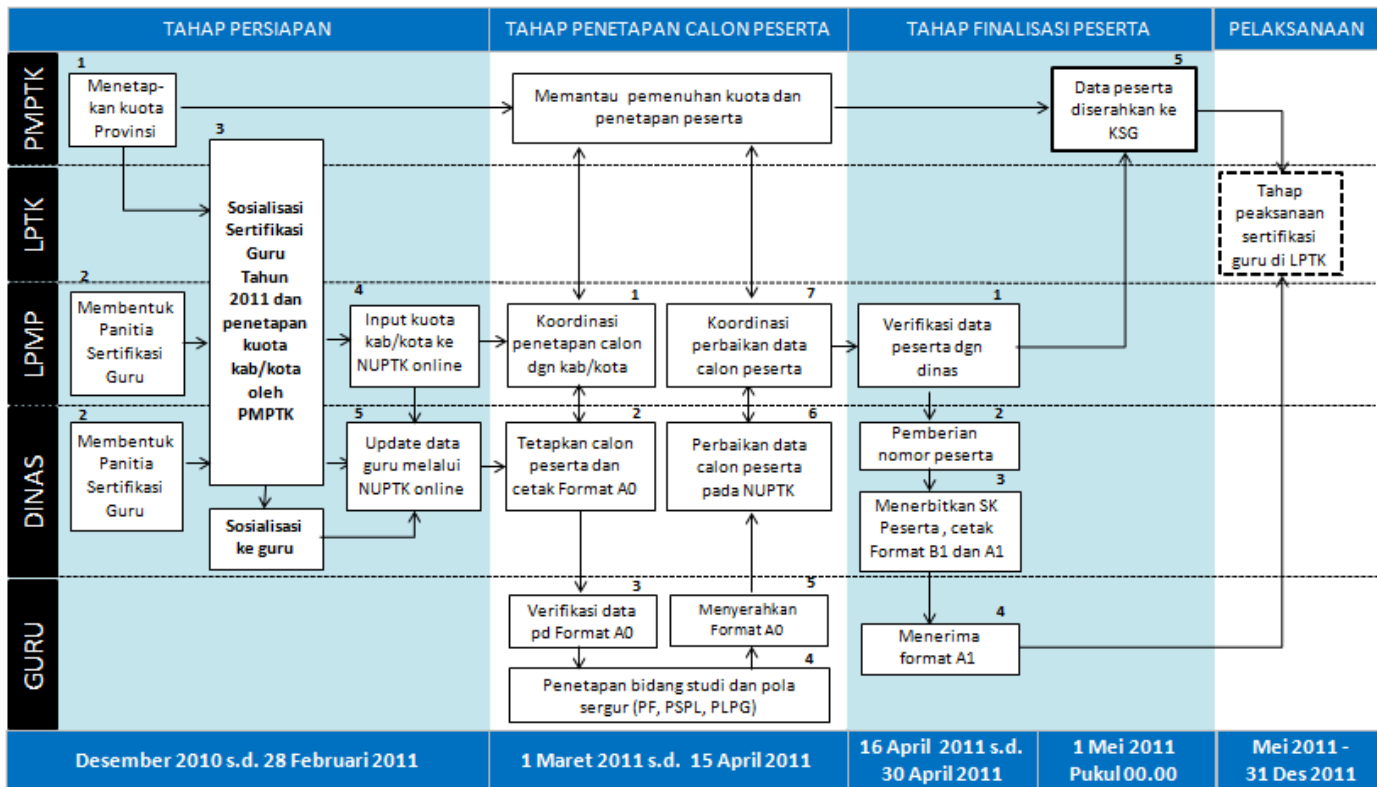 TAHAP PERSIAPAN
TAHAP PENETAPAN CALON PESERTA
TAHAP FINALISASI PESERTA
PELAKSANAAN
PMPTK
1
Menetap-
kan kuota
Provinsi
Memantau pemenuhan kuota dan
penetapan peserta
5
Data peserta
diserahkan ke
KSG
LPTK
3
Sosialisasi
Sertifikasi
Guru
Tahun
2011 dan
penetapan
kuota
kab/kota
oleh
PMPTK
Tahap
peaksanaan
sertifikasi
guru di LPTK
LPMP
2
Membentuk
Panitia
Sertifikasi
Guru
4
Input kuota
kab/kota ke
NUPTK online
1
Koordinasi
penetapan calon
dgn kab/kota
7
Koordinasi
perbaikan data
calon peserta
1
Verifikasi data
peserta dgn
dinas
DINAS
2
Membentuk
Panitia
Sertifikasi
Guru
Sosialisasi
ke guru
5
Update data
guru melalui
NUPTK online
2
Tetapkan calon
peserta dan
cetak Format A0
6
Perbaikan data
calon peserta
pada NUPTK
2
Pemberian
nomor peserta
3
Menerbitkan SK
Peserta , cetak
Format B1 dan A1
GURU
3
Verifikasi data
pd Format A0
5
Menyerahkan
Format A0
4
Penetapan bidang studi dan pola
sergur (PF, PSPL, PLPG)
4
Menerima
format A1
Desember 2010 s.d. 28 Februari 2011
1 Maret 2011 s.d. 15 April 2011
16 April 2011 s.d.
30 April 2011
1 Mei 2011
Pukul 00.00
Mei 2011 -
31 Des 2011